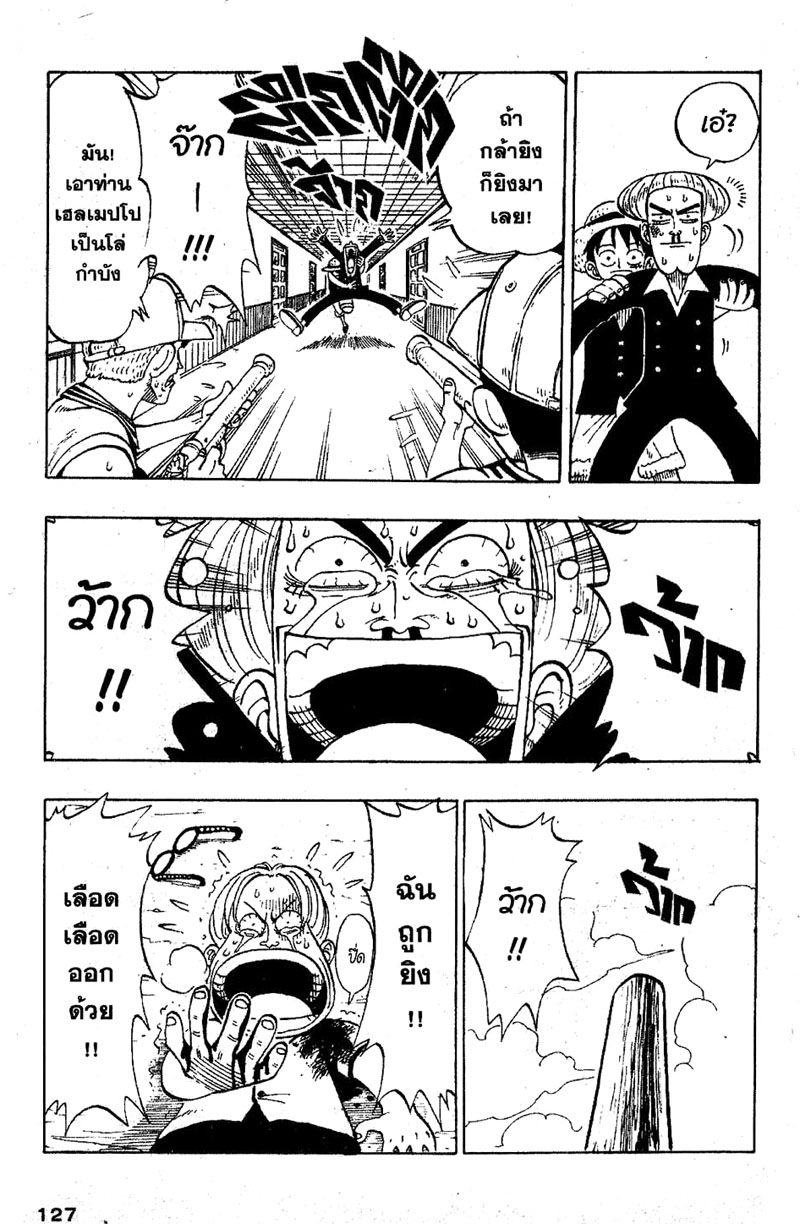 เอ๋?
ถ้า
กล้ายิง
ก็ยิงมา
เลย!
จ๊าก
!!!
มัน!
เอาท่าน
เฮลเมปโป
เป็นโล่
กำบัง
จ๊าก
ว้าก
ว้าก
!!
ว้าก
ว้าก
!!
ฉัน
ถูก
ยิง
!!
ปี๊ด
เลือด
เลือด
ออก
ด้วย
!!
127